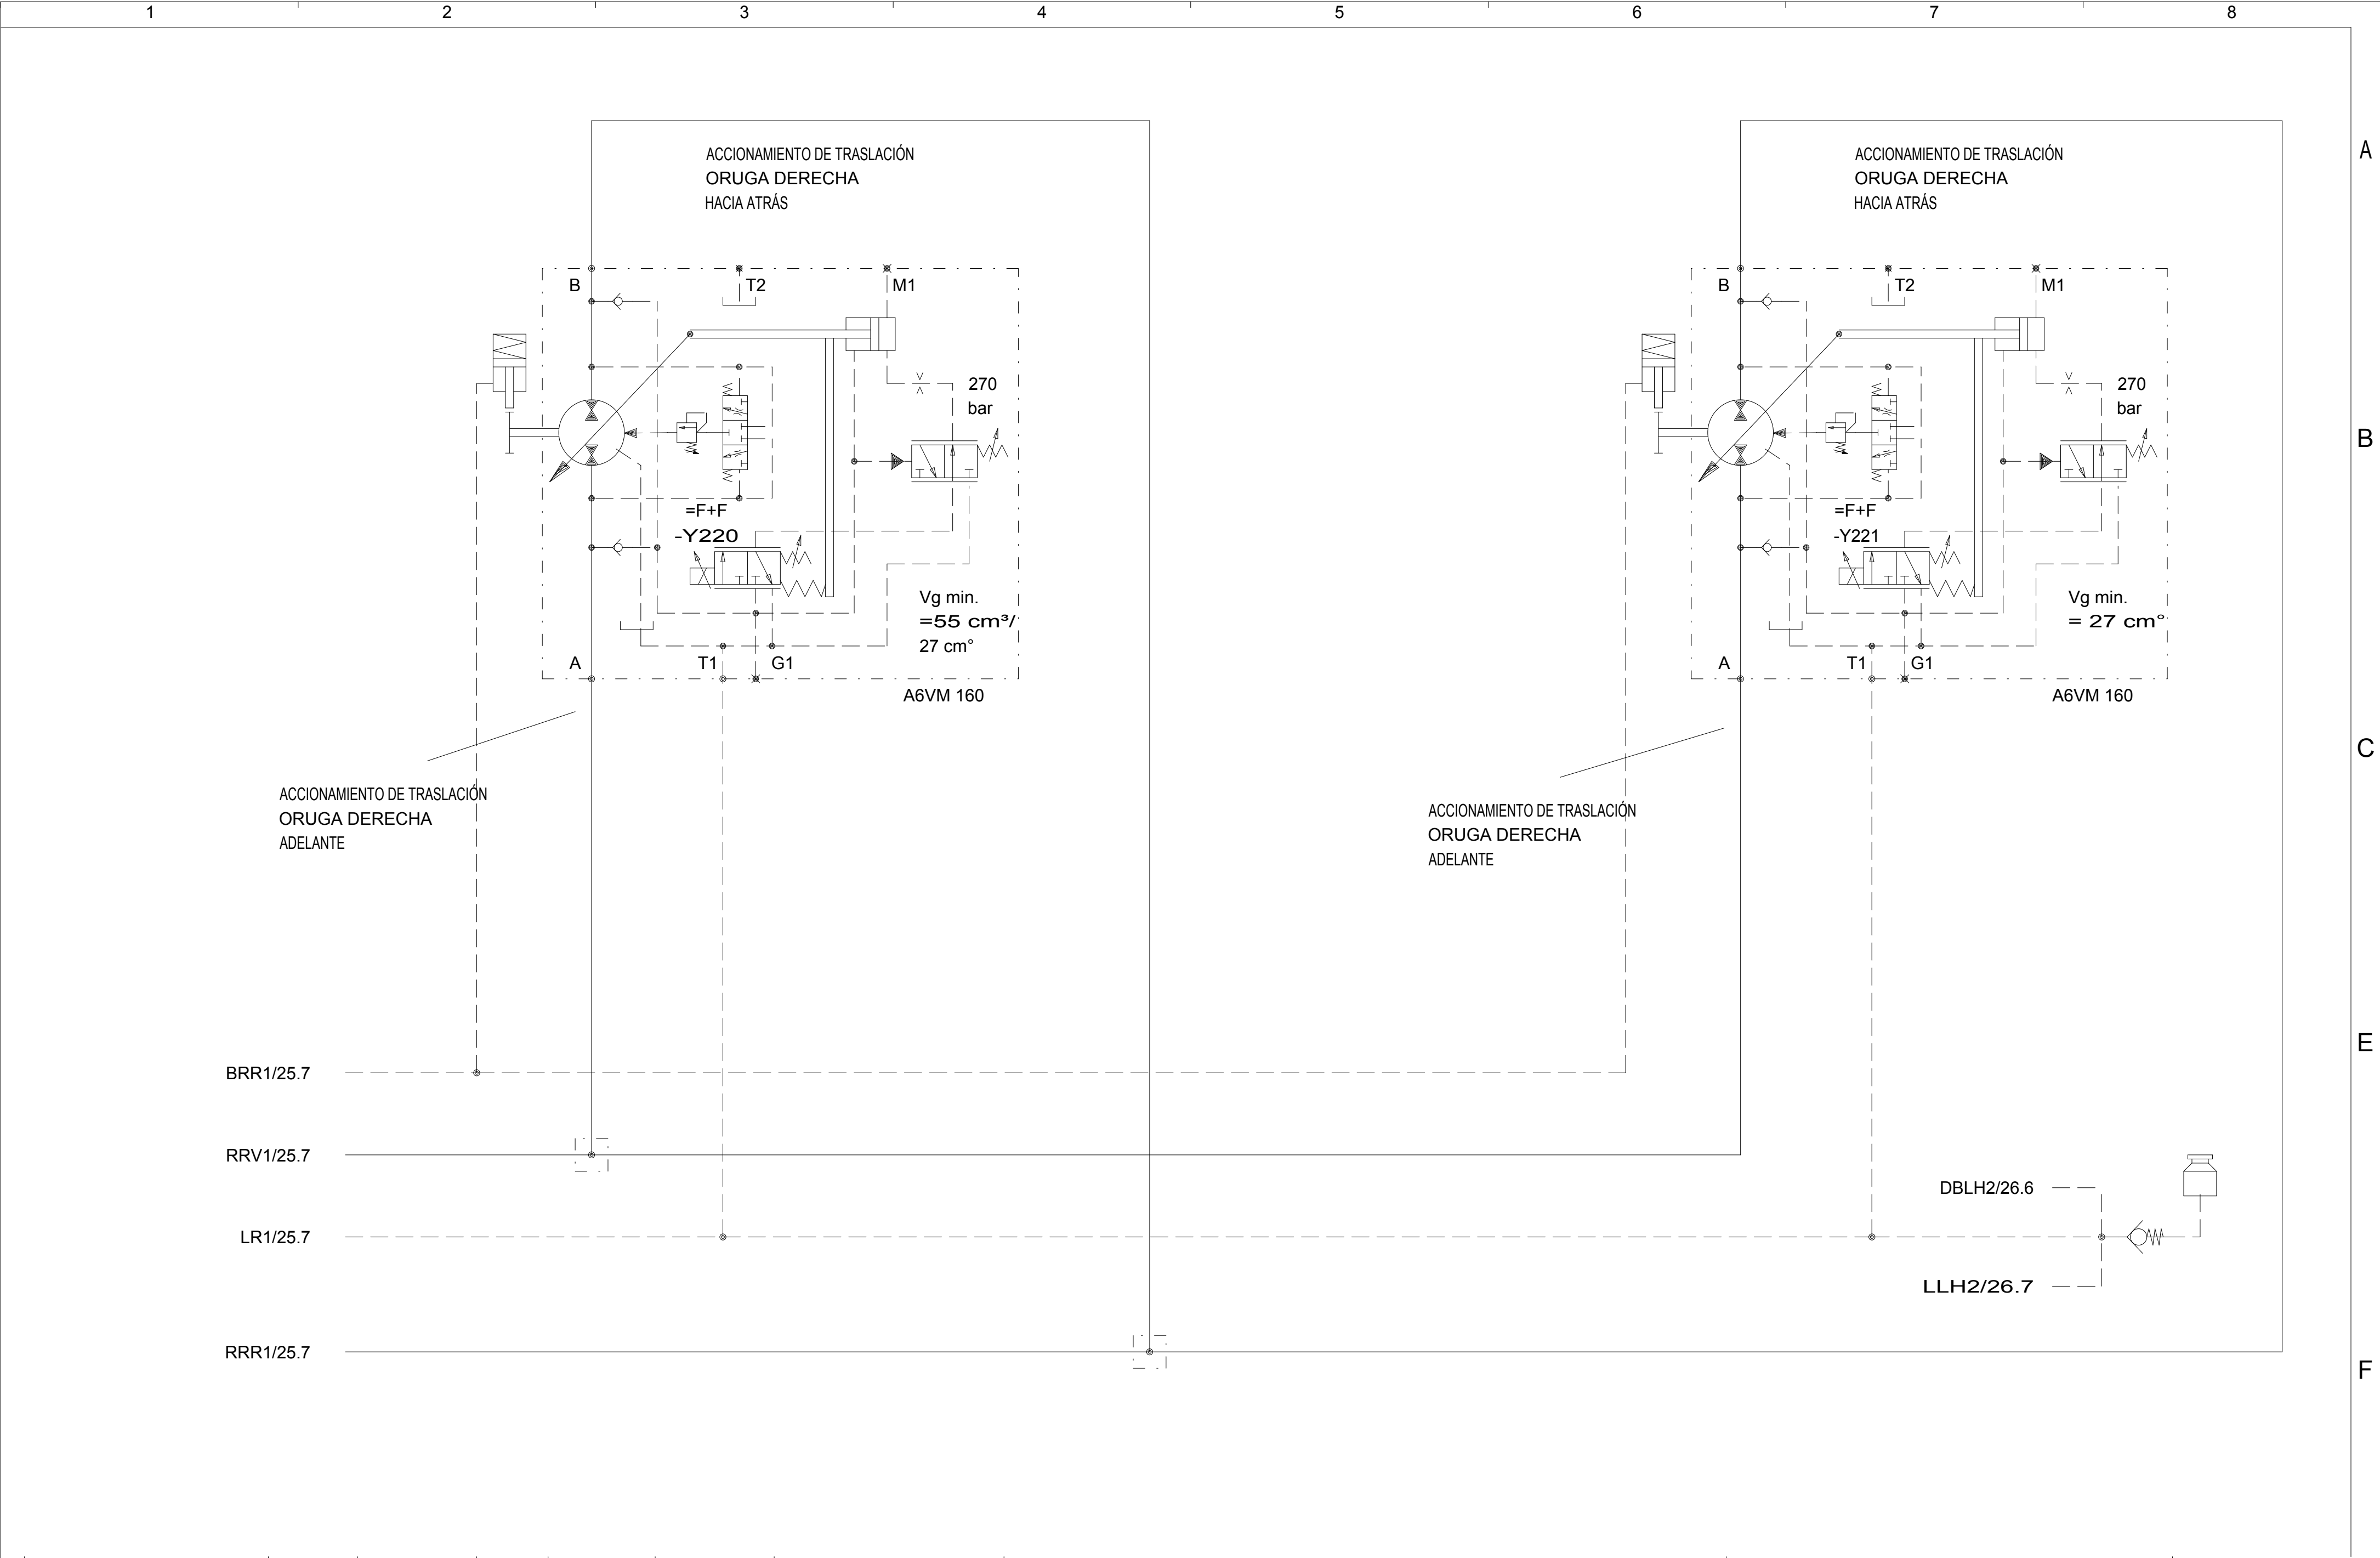 1 2 3 4 5 6 7 8
A
B
C
E
F
ACCIONAMIENTO DE TRASLACIÓN
ORUGA DERECHA
HACIA ATRÁS
B
T2
M1
270
bar
=F+F
-Y220
Vg min.
=55 cm³/
27 cm°
A
T1
G1
A6VM 160
ACCIONAMIENTO DE TRASLACIÓN
ORUGA DERECHA
ADELANTE
ACCIONAMIENTO DE TRASLACIÓN
ORUGA DERECHA
HACIA ATRÁS
B
T2
M1
270
bar
=F+F
-Y221
Vg min.
= 27 cm°
A
T1
G1
A6VM 160
ACCIONAMIENTO DE TRASLACIÓN
ORUGA DERECHA
ADELANTE
BRR1/25.7
RRV1/25.7
LR1/25.7
RRR1/25.7
DBLH2/26.6
LLH2/26.7